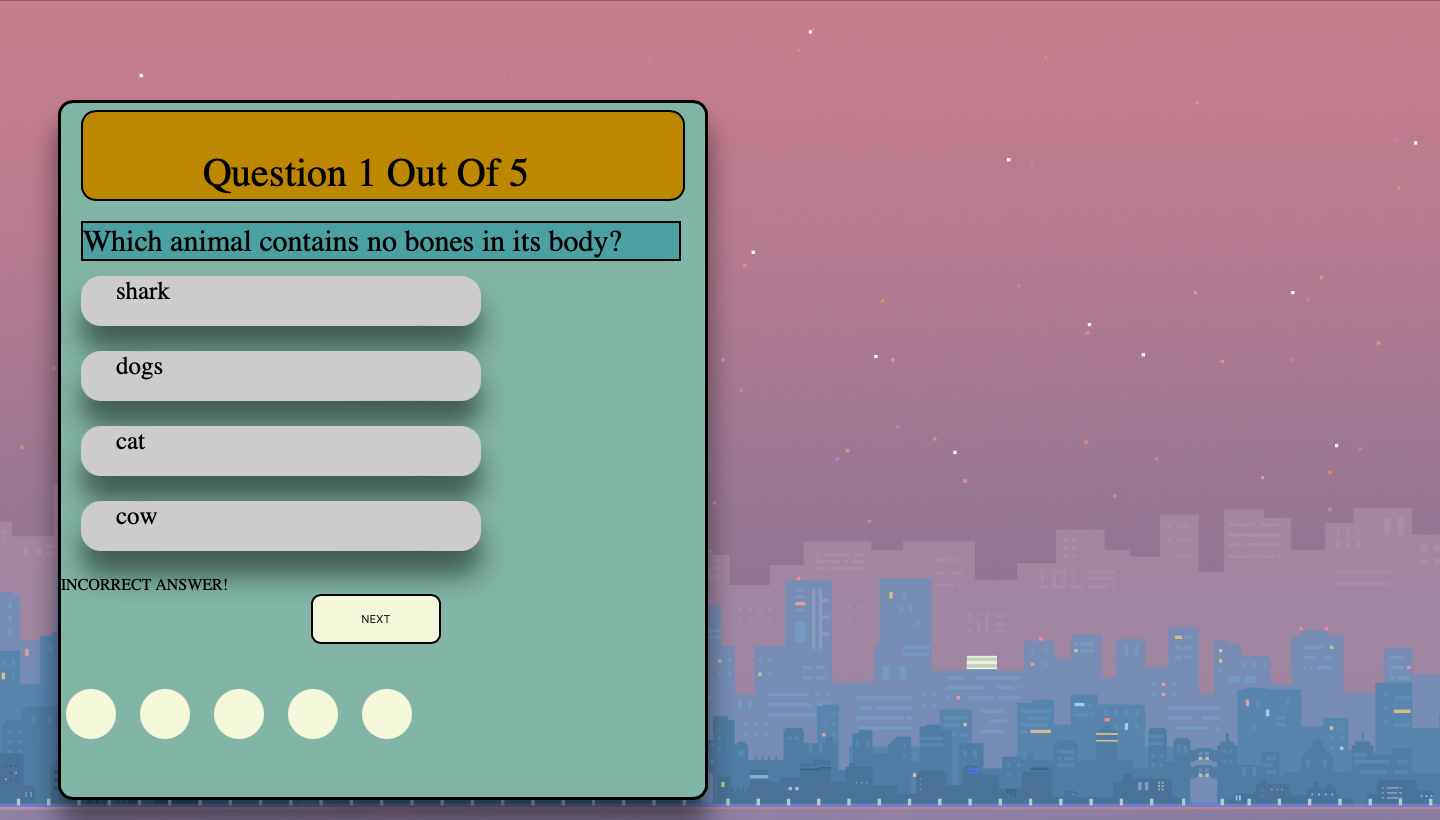 Question 1 Out Of 5
Which animal contains no bones in its body?
shark
dogs
cat
cow
INCORRECT ANSWER!
NEXT